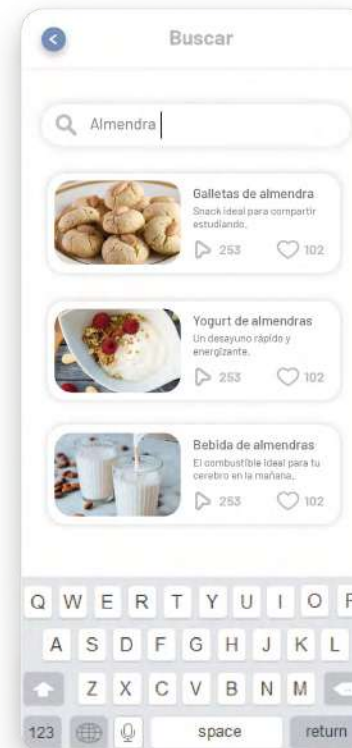 Buscar
Almendra
Galletas de almendra
Snack ideal para compartir
estudiando.
253 102
Yogurt de almendras
Un desayuno rápido y
energizante.
253 102
Bebida de almendras
El combustible ideal para tu
cerebro en la mañana.
253 102
Q W E R T Y U I O
A S D F G H J K L
Z X C V B N M
123 space return